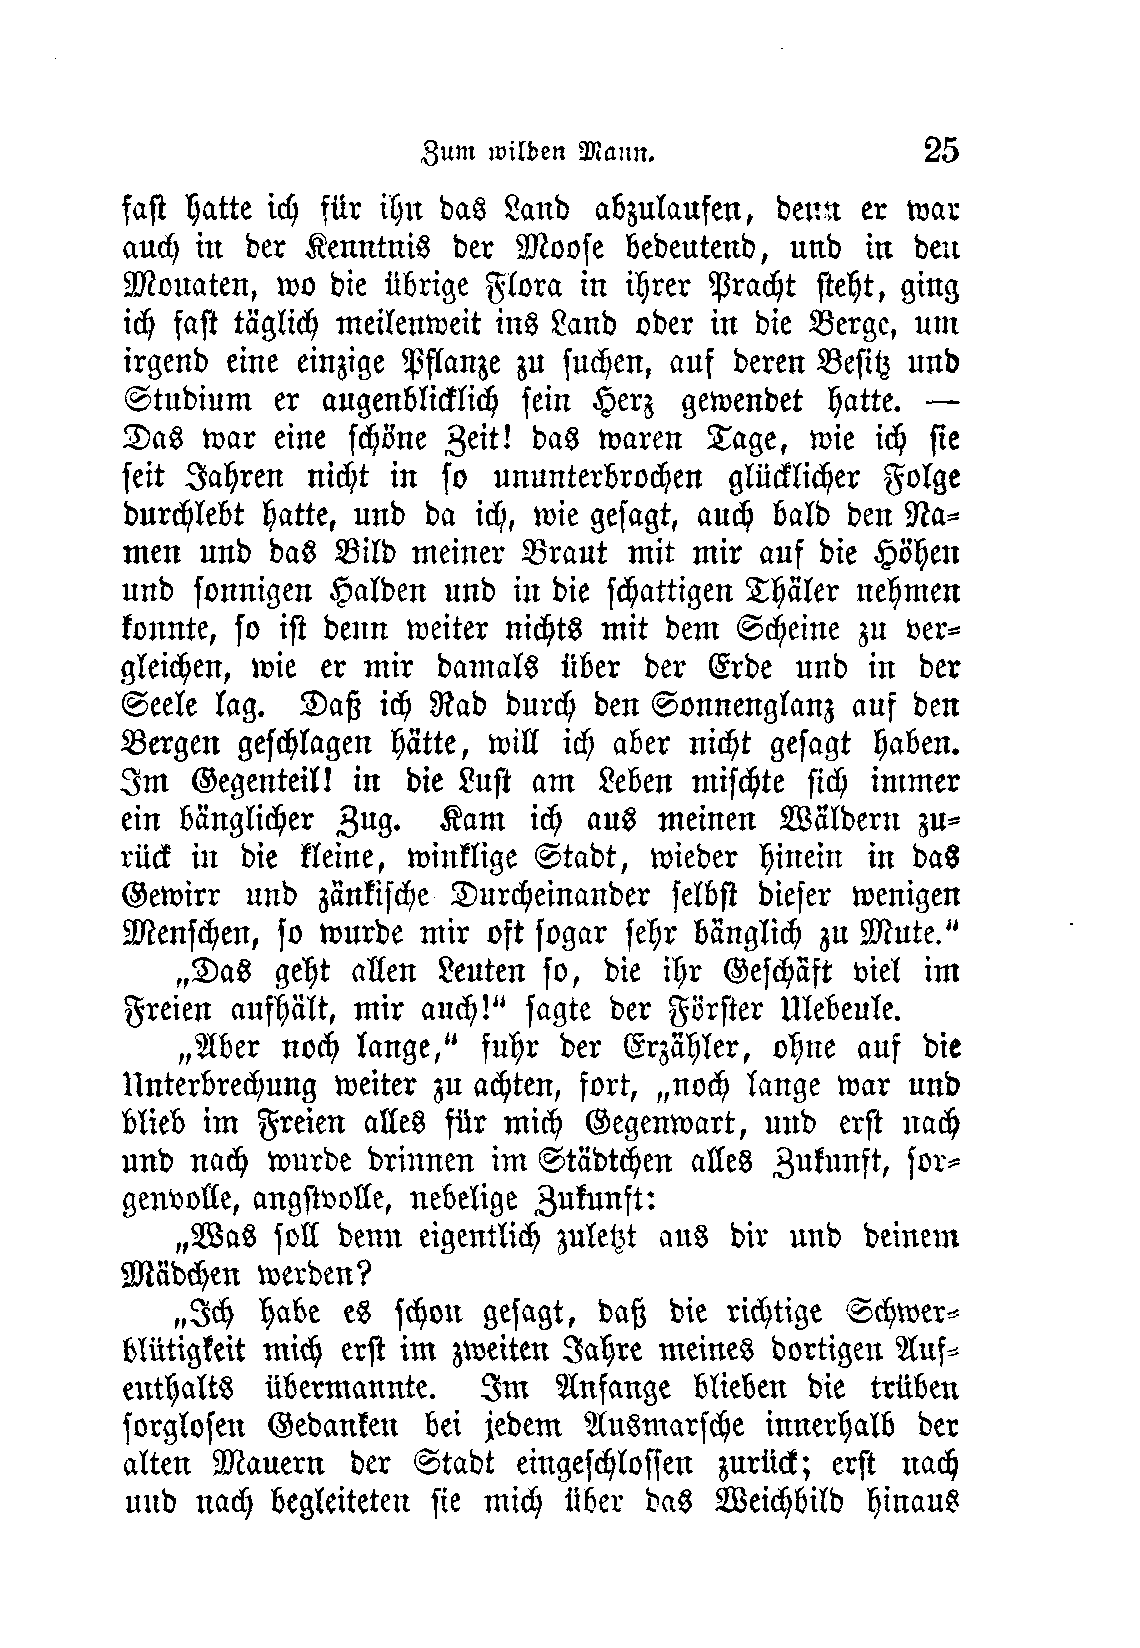 Zum wilden Mann. 25
fast hatte ich für ihn das Land abzulaufen, denn er war
auch in der Kenntnis der Moose bedeutend, und in den
Monaten, wo die übrige Flora in ihrer Pracht steht, ging
ich fast täglich meilenweit ins Land oder in die Berge, um
irgend eine einzige Pflanze zu suchen, auf deren Besitz und
Studium er augenblicklich sein Herz gewendet hatte. —
Das war eine schöne Zeit! das waren Tage, wie ich sie
seit Jahren nicht in so ununterbrochen glücklicher Folge
durchlebt hatte, und da ich, wie gesagt, auch bald den Na-
men und das Bild meiner Braut mit mir auf die Höhen
und sonnigen Halden und in die schattigen Thäler nehmen
konnte, so ist denn weiter nichts mit dem Scheine zu ver-
gleichen, wie er mir damals über der Erde und in der
Seele lag. Daß ich Rad durch den Sonnenglanz auf den
Bergen geschlagen hätte, will ich aber nicht gesagt haben.
Im Gegenteil! in die Lust am Leben mischte sich immer
ein bänglicher Zug. Kam ich aus meinen Wäldern zu-
rück in die kleine, winklige Stadt, wieder hinein in das
Gewirr und zänkische Durcheinander selbst dieser wenigen
Menschen, so wurde mir oft sogar sehr bänglich zu Mute.“
„Das geht allen Leuten so, die ihr Geschäft viel im
Freien aufhält, mir auch!“ sagte der Förster Ulebeule.
„Aber noch lange,“ fuhr der Erzähler, ohne auf die
Unterbrechung weiter zu achten, fort, „noch lange war und
blieb im Freien alles für mich Gegenwart, und erst nach
und nach wurde drinnen im Städtchen alles Zukunft, sor-
genvolle, angstvolle, nebelige Zukunft:
„Was soll denn eigentlich zuletzt aus dir und deinem
Mädchen werden?
„Ich habe es schon gesagt, daß die richtige Schwer-
blütigkeit mich erst im zweiten Jahre meines dortigen Auf-
enthalts übermannte. Im Anfange blieben die trüben
sorglosen Gedanken bei jedem Ausmarsche innerhalb der
alten Mauern der Stadt eingeschlossen zurück; erst nach
und nach begleiteten sie mich über das Weichbild hinaus